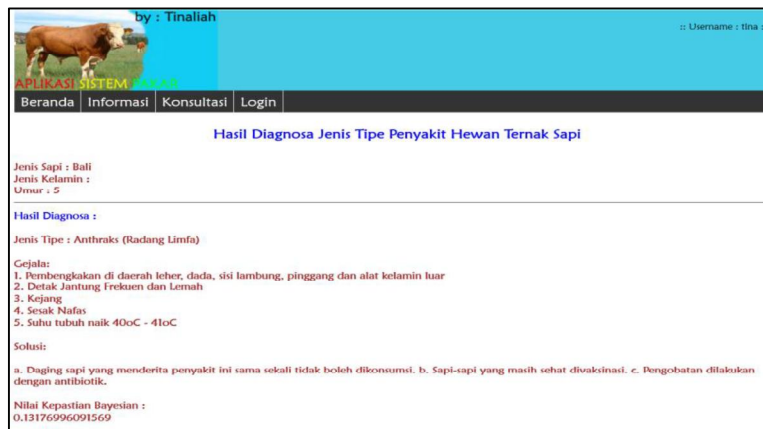 by : Tinaliah
:: Username : tina :
APLIKASI SISTEM PAKAR
Beranda Informasi Konsultasi Login
Hasil Diagnosa Jenis Tipe Penyakit Hewan Ternak Sapi
Jenis Sapi : Bali
Jenis Kelamin :
Umur : 5
Hasil Diagnosa :
Jenis Tipe : Anthraks (Radang Limfa)
Gejala:
1. Pembengkakan di daerah leher, dada, sisi lambung, pinggang dan alat kelamin luar
2. Detak Jantung Frekuen dan Lemah
3. Kejang
4. Sesak Nafas
5. Suhu tubuh naik 40oC - 41oC
Solusi:
a. Daging sapi yang menderita penyakit ini sama sekali tidak boleh dikonsumsi. b. Sapi-sapi yang masih sehat divaksinasi. c. Pengobatan dilakukan
dengan antibiotik.
Nilai Kepastian Bayesian :
0.13176996091569